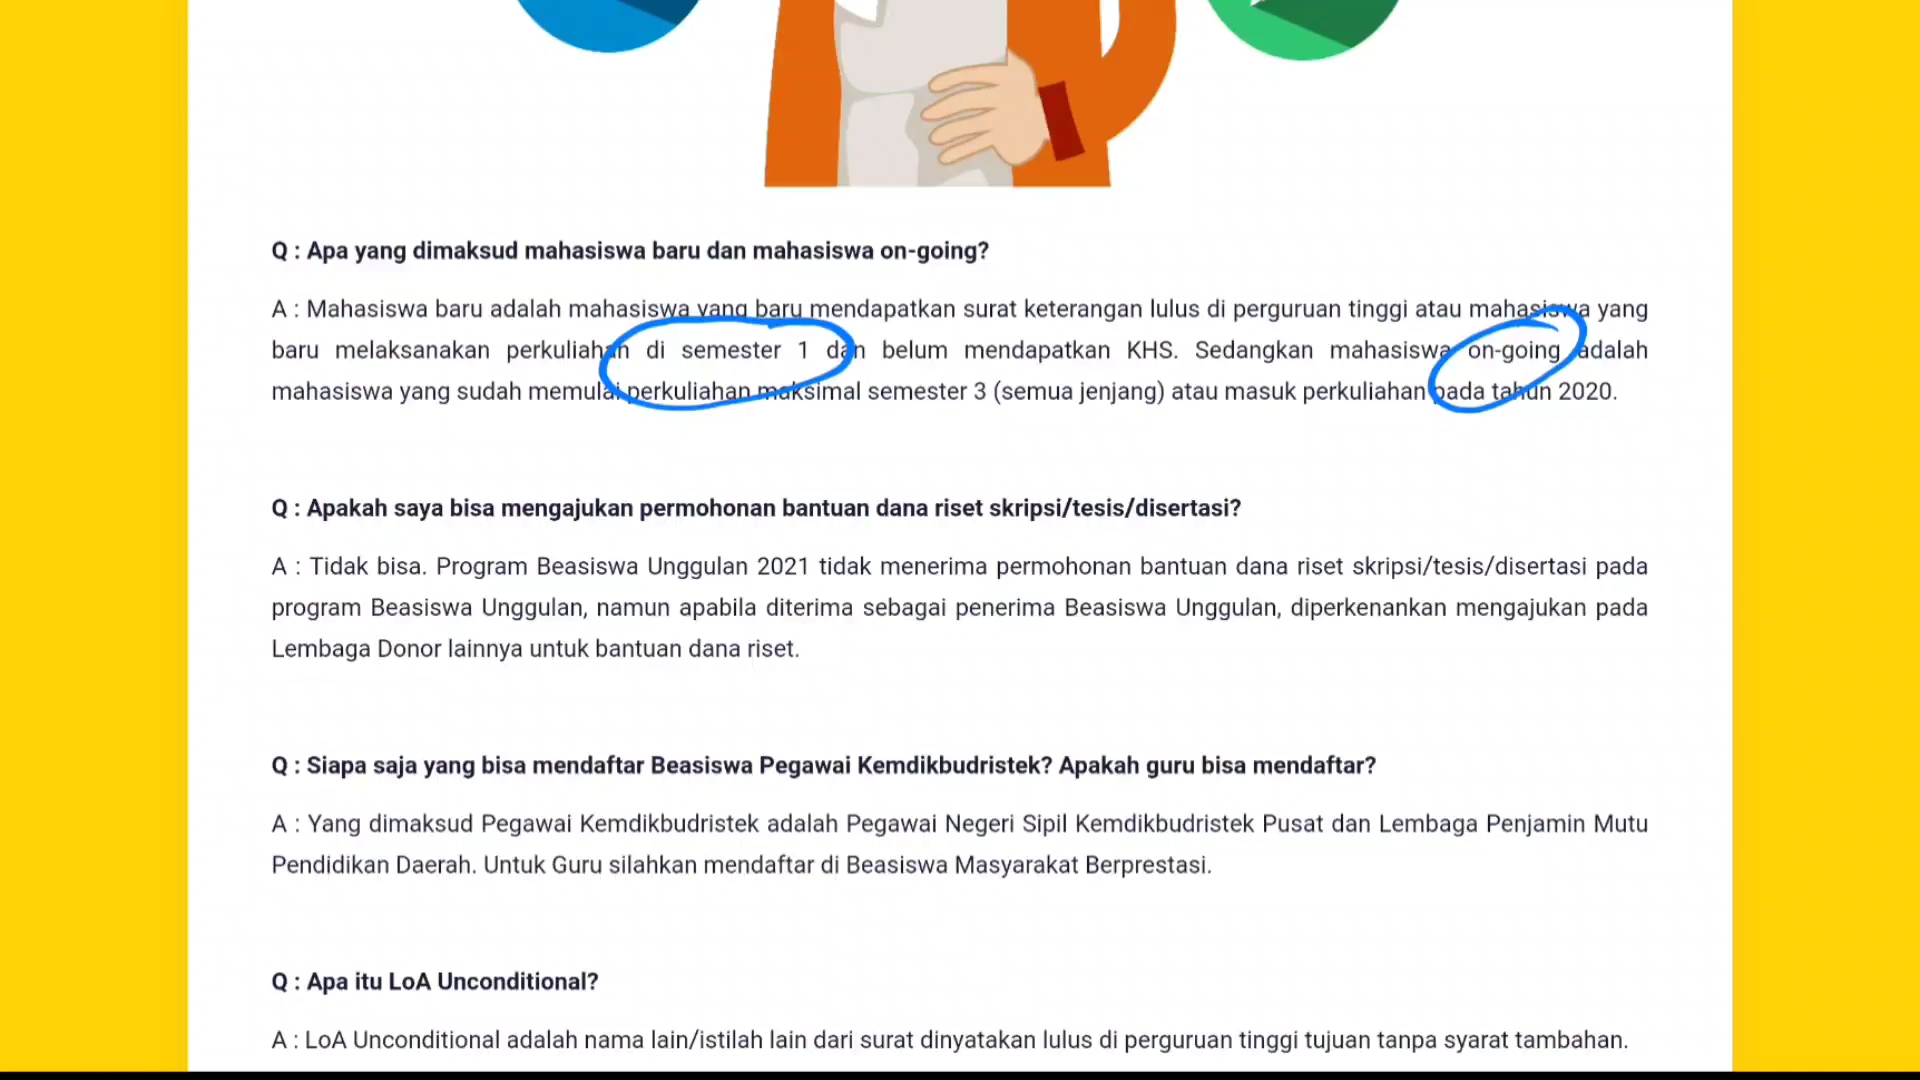 Q : Apa yang dimaksud mahasiswa baru dan mahasiswa on-going?
A : Mahasiswa baru adalah mahasiswa yang baru mendapatkan surat keterangan lulus di perguruan tinggi atau mahasiswa yang
baru melaksanakan perkuliahan di semester 1 dan belum mendapatkan KHS. Sedangkan mahasiswa on-going adalah
mahasiswa yang sudah memulai perkuliahan maksimal semester 3 (semua jenjang) atau masuk perkuliahan pada tahun 2020.
Q : Apakah saya bisa mengajukan permohonan bantuan dana riset skripsi/tesis/disertasi?
A : Tidak bisa. Program Beasiswa Unggulan 2021 tidak menerima permohonan bantuan dana riset skripsi/tesis/disertasi pada
program Beasiswa Unggulan, namun apabila diterima sebagai penerima Beasiswa Unggulan, diperkenankan mengajukan pada
Lembaga Donor lainnya untuk bantuan dana riset.
Q : Siapa saja yang bisa mendaftar Beasiswa Pegawai Kemdikbudristek? Apakah guru bisa mendaftar?
A : Yang dimaksud Pegawai Kemdikbudristek adalah Pegawai Negeri Sipil Kemdikbudristek Pusat dan Lembaga Penjamin Mutu
Pendidikan Daerah. Untuk Guru silahkan mendaftar di Beasiswa Masyarakat Berprestasi.
Q : Apa itu LoA Unconditional?
A : LoA Unconditional adalah nama lain/istilah lain dari surat dinyatakan lulus di perguruan tinggi tujuan tanpa syarat tambahan.